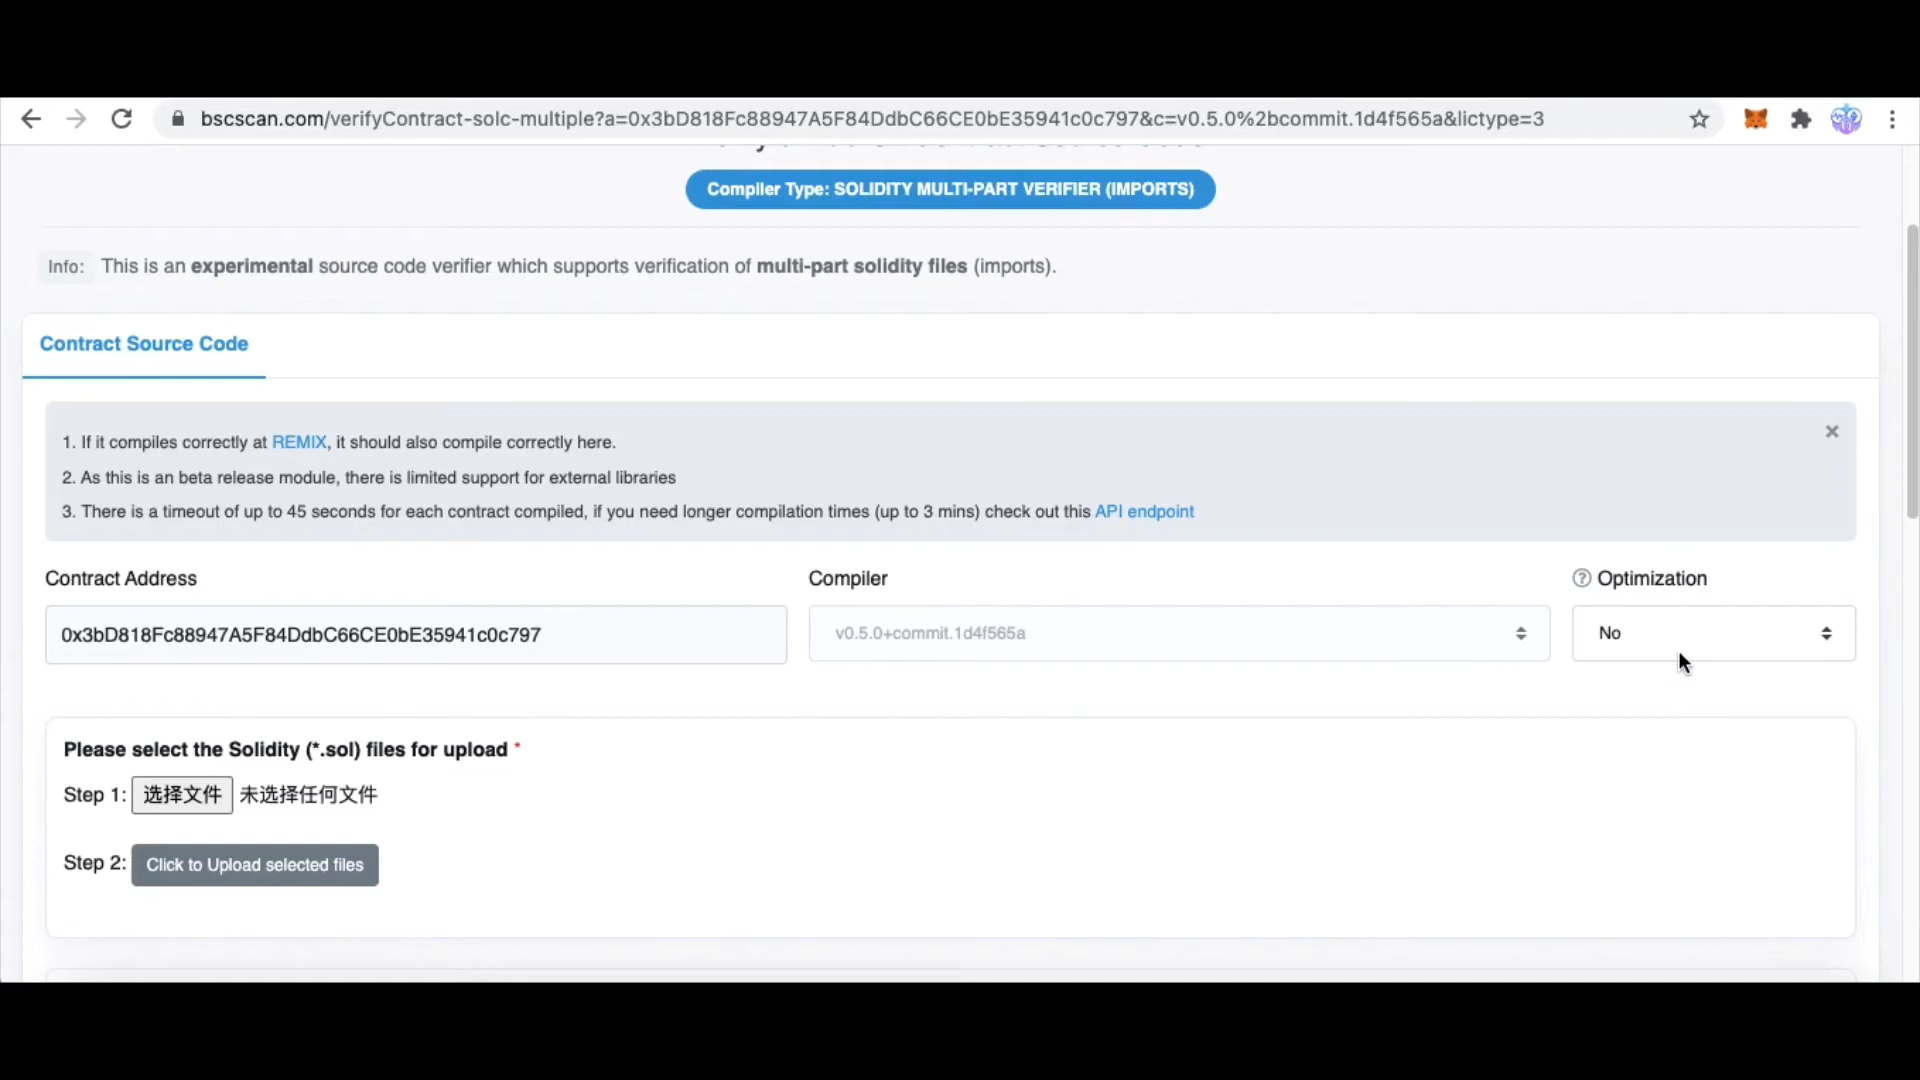 bscscan.com/verifyContract-solc-multiple?a=0x3bD818Fc88947A5F84DdbC66CE0bE35941c0c797&c=v0.5.0%2bcommit.1d4f565a&lictype=3
Compiler Type: SOLIDITY MULTI-PART VERIFIER (IMPORTS)
Info: This is an experimental source code verifier which supports verification of multi-part solidity files (imports).
Contract Source Code
1. If it compiles correctly at REMIX, it should also compile correctly here.
2. As this is an beta release module, there is limited support for external libraries
3. There is a timeout of up to 45 seconds for each contract compiled, if you need longer compilation times (up to 3 mins) check out this API endpoint
Contract Address Compiler Optimization
0x3bD818Fc88947A5F84DdbC66CE0bE35941c0c797 v0.5.0+commit.1d4f565a No
Please select the Solidity (*.sol) files for upload *
Step 1: 选择文件 未选择任何文件
Step 2: Click to Upload selected files